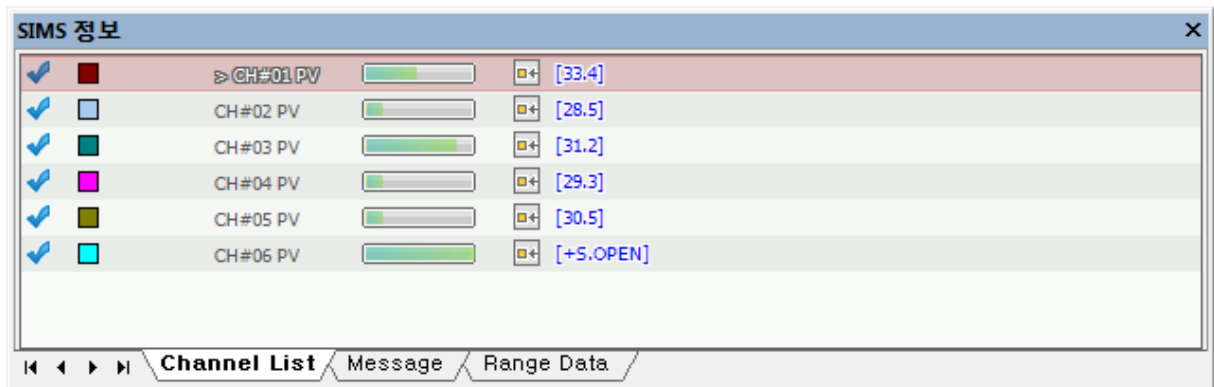 SIMS 정보
> CH#01 PV [33.4]
CH#02 PV [28.5]
CH#03 PV [31.2]
CH#04 PV [29.3]
CH#05 PV [30.5]
CH#06 PV [+S.OPEN]
Channel List Message Range Data